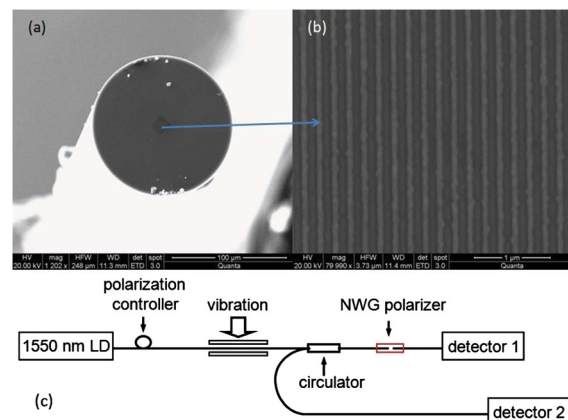 (a)
(b)
HV mag HFW WD det spot 100 µm
20.00 kV 1 202 x 248 µm 11.3 mm ETD 3.0 Quanta
HV mag HFW WD det spot 1 µm
20.00 kV 79 990 x 3.73 µm 11.4 mm ETD 3.0 Quanta
polarization
controller
vibration
NWG polarizer
1550 nm LD
detector 1
circulator
(c)
detector 2